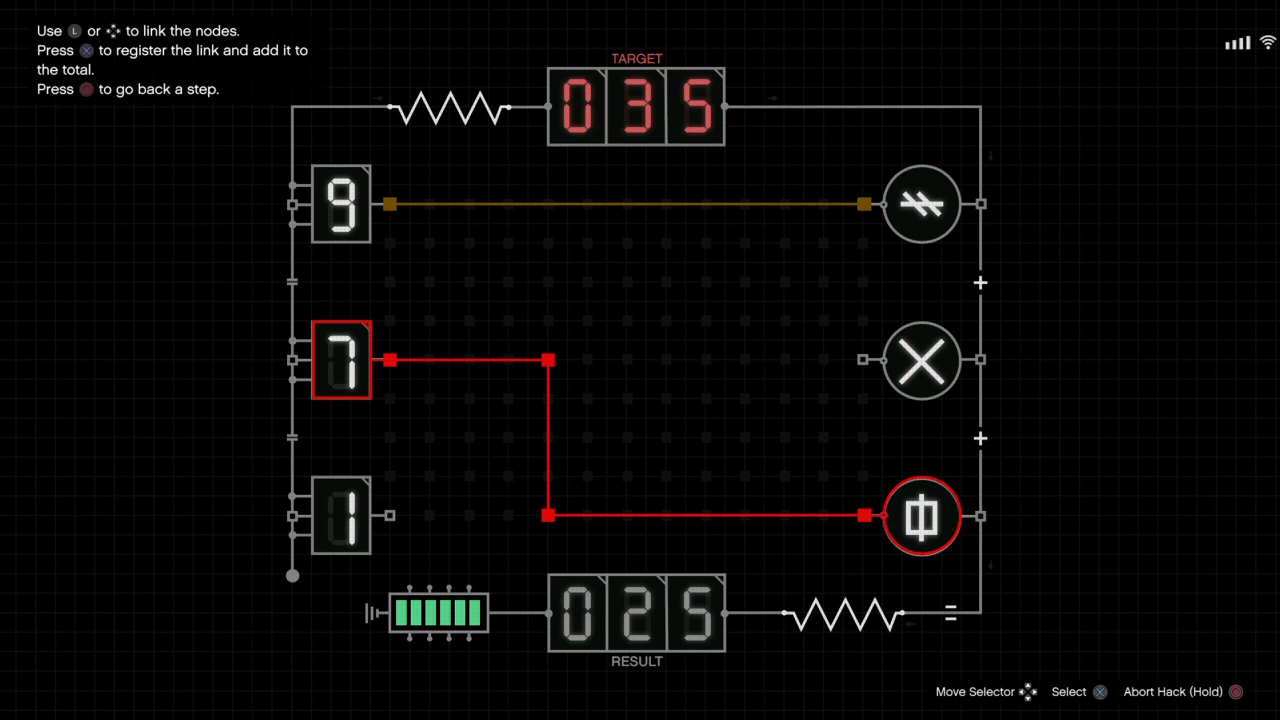 Use L or to link the nodes.
Press to register the link and add it to
the total.
Press to go back a step.
TARGET
035
9
+
7
+
1
=
025
RESULT
Move Selector Select Abort Hack (Hold)